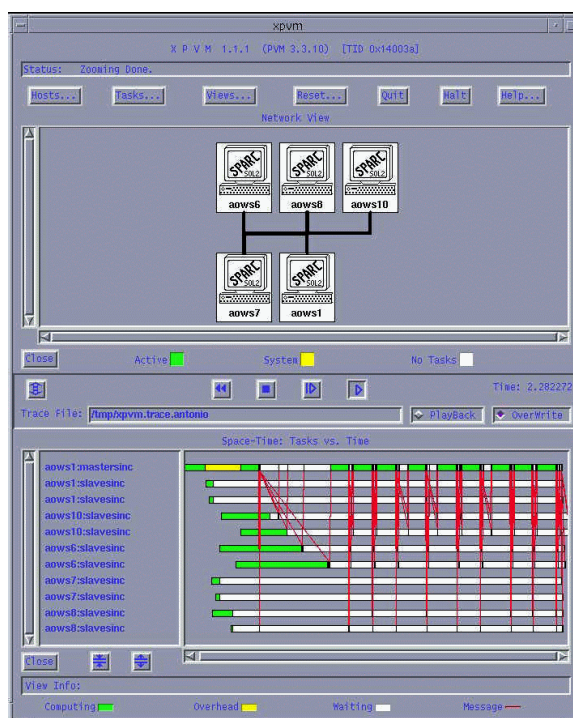 xpvm
X P V M 1.1.1 (PVM 3.3.10) [TID 0x14003a]
Status: Zooming Done.
Hosts... Tasks... Views... Reset... Quit Halt Help...
Network View
SPARC SOL2 SPARC SOL2 SPARC SOL2
aows6 aows8 aows10
SPARC SOL2 SPARC SOL2
aows7 aows1
Close Active System No Tasks
Time: 2.282272
Trace File: /tmp/xpvm.trace.antonio PlayBack OverWrite
Space-Time: Tasks vs. Time
aows1:mastersinc
aows1:slavesinc
aows1:slavesinc
aows10:slavesinc
aows10:slavesinc
aows6:slavesinc
aows6:slavesinc
aows7:slavesinc
aows7:slavesinc
aows8:slavesinc
aows8:slavesinc
Close
View Info:
Computing Overhead Waiting Message